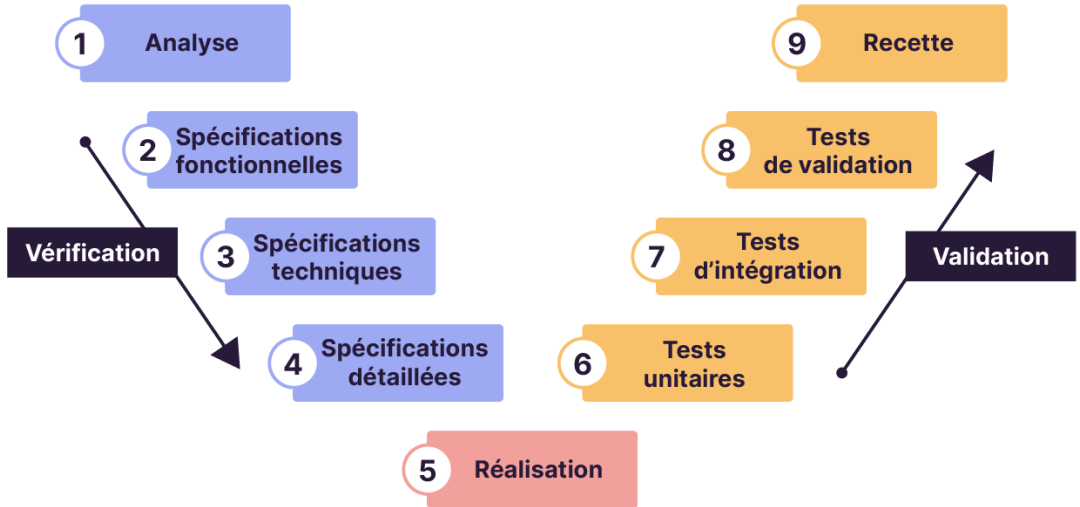 1
Analyse
2
Spécifications
fonctionnelles
Vérification
3
Spécifications
techniques
4
Spécifications
détaillées
5
Réalisation
6
Tests
unitaires
7
Tests
d’intégration
Validation
8
Tests
de validation
9
Recette